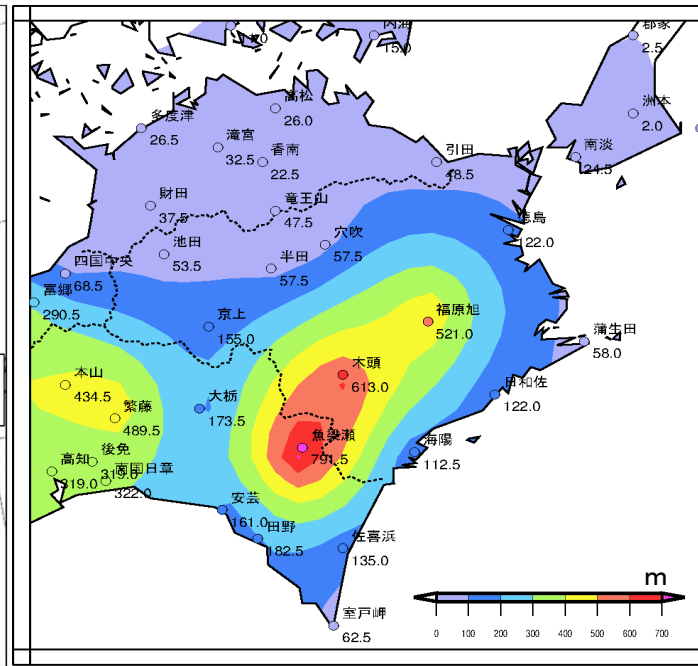 内海
15.0
郡家
2.5
高松
26.0
洲本
2.0
多度津
26.5
滝宮
32.5
香南
22.5
引田
48.5
南淡
24.5
財田
37.5
竜王山
47.5
徳島
122.0
穴吹
57.5
池田
53.5
半田
57.5
四国中央
68.5
富郷
290.5
京上
155.0
福原旭
521.0
蒲生田
58.0
木頭
613.0
本山
434.5
大栃
173.5
日和佐
122.0
繁藤
489.5
魚梁瀬
791.5
海陽
112.5
後免
319.0
高知
319.0
南国日章
322.0
安芸
161.0
田野
182.5
佐喜浜
135.0
室戸岬
62.5
m
0 100 200 300 400 500 600 700